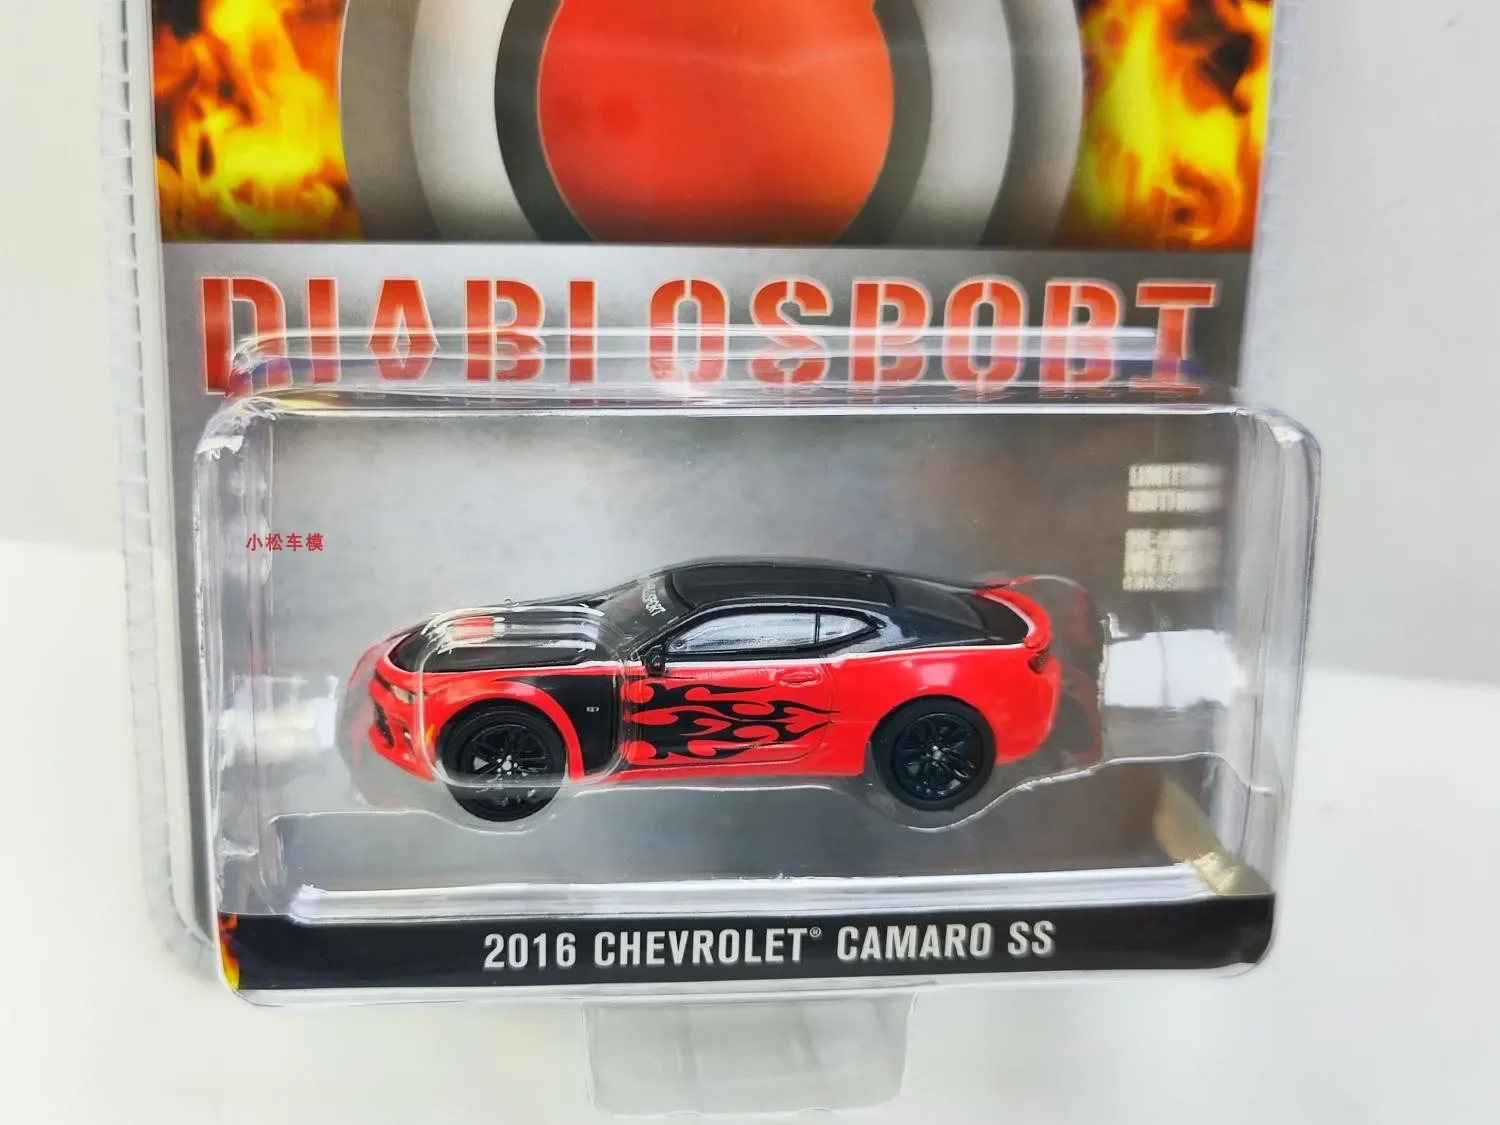 DIABLOSPORT
小松车模
2016 CHEVROLET® CAMARO SS